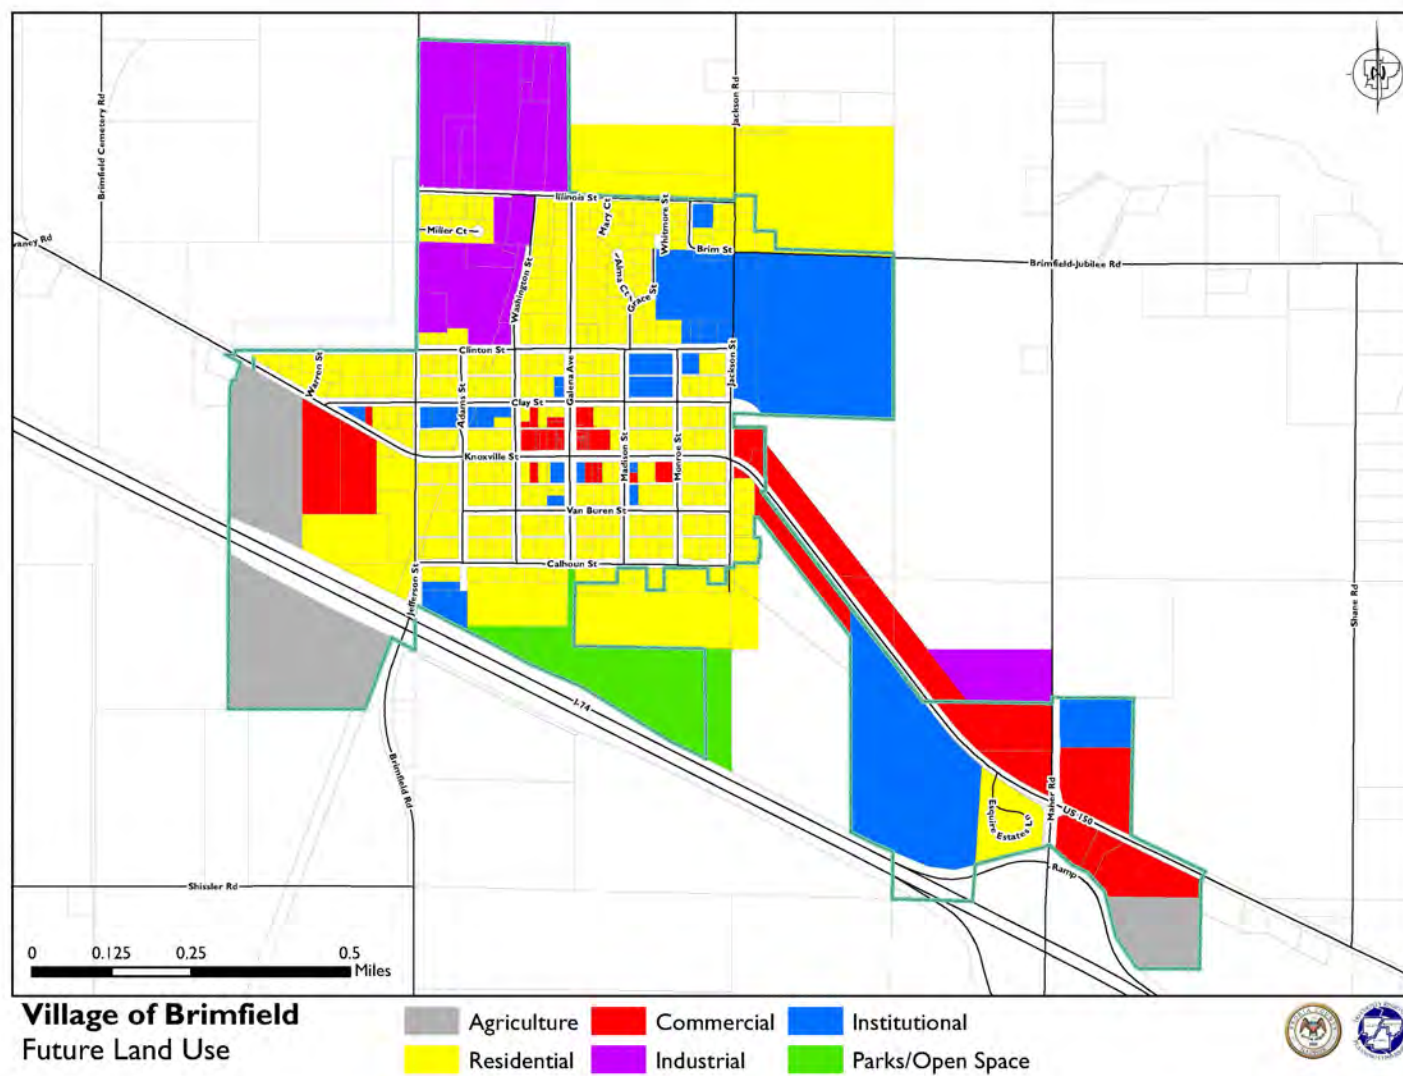 Brimfield Cemetery Rd
Jackson Rd
N
Illinois St
Miller Ct
Mary Ct
Whitmore St
Brim St
Brimfield-Jubilee Rd
Washington St
Alma Ct
Grace St
Clinton St
Warren St
Adams St
Galena Ave
Jackson St
Clay St
Knoxville St
Madison St
Monroe St
Van Buren St
Calhoun St
Jefferson St
Shane Rd
I-74
Brimfield Rd
Maher Rd
US-150
Esquire Estates Ln
Ramp
Shissler Rd
0 0.125 0.25 0.5
Miles
Village of Brimfield
Future Land Use
Agriculture Commercial Institutional
Residential Industrial Parks/Open Space